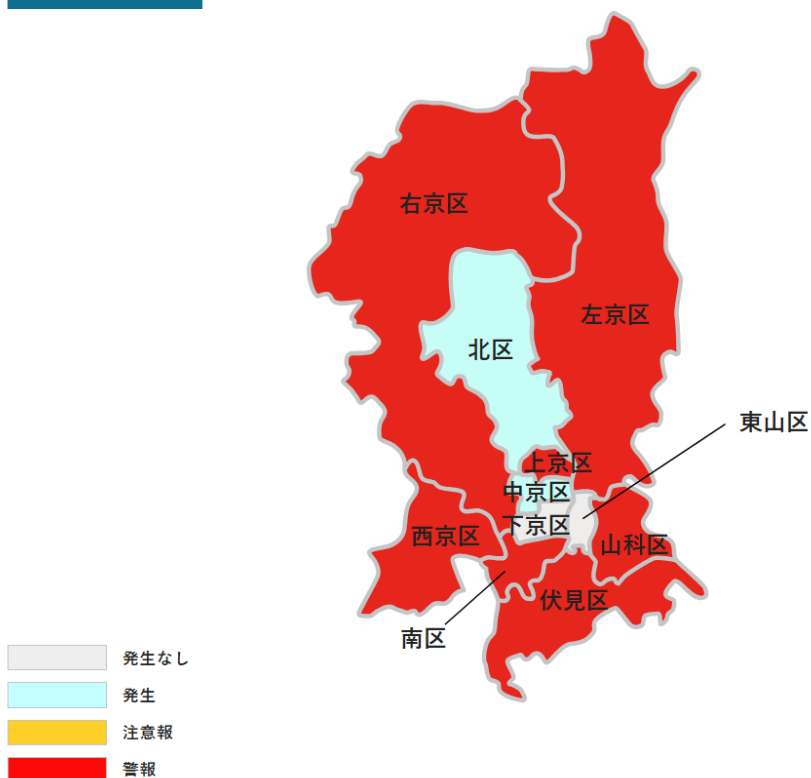 右京区
左京区
北区
東山区
上京区
中京区
下京区
西京区
山科区
伏見区
南区
発生なし
発生
注意報
警報